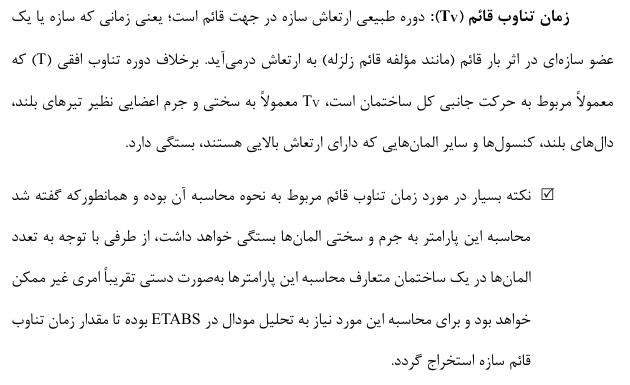 زمان تناوب قائم (Tv): دوره طبیعی ارتعاش سازه در جهت قائم است؛ یعنی زمانی که سازه یا یک
عضو سازه‌ای در اثر بار قائم (مانند مؤلفه قائم زلزله) به ارتعاش درمی‌آید. برخلاف دوره تناوب افقی (T) که
معمولاً مربوط به حرکت جانبی کل ساختمان است، Tv معمولاً به سختی و جرم اعضایی نظیر تیرهای بلند،
دال‌های بلند، کنسول‌ها و سایر المان‌هایی که دارای ارتعاش بالایی هستند، بستگی دارد.
☑ نکته بسیار در مورد زمان تناوب قائم مربوط به نحوه محاسبه آن بوده و همانطورکه گفته شد
محاسبه این پارامتر به جرم و سختی المان‌ها بستگی خواهد داشت، از طرفی با توجه به تعدد
المان‌ها در یک ساختمان متعارف محاسبه این پارامترها به‌صورت دستی تقریباً امری غیر ممکن
خواهد بود و برای محاسبه این مورد نیاز به تحلیل مودال در ETABS بوده تا مقدار زمان تناوب
قائم سازه استخراج گردد.